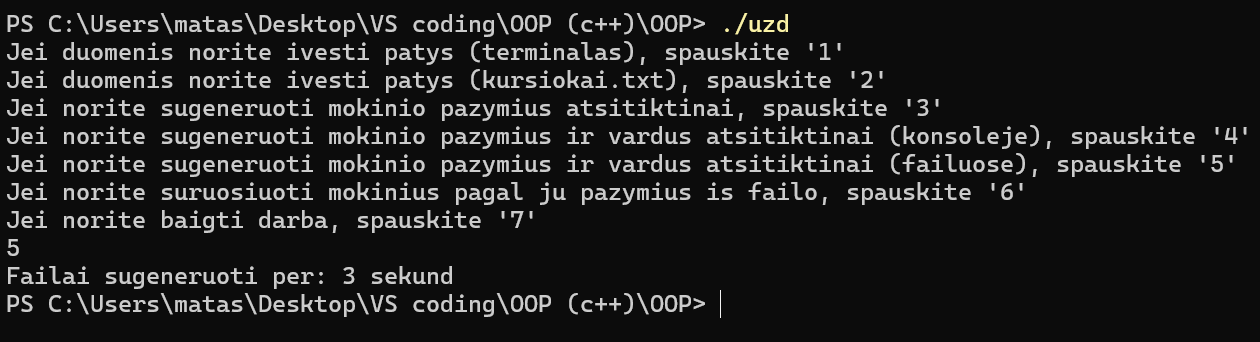 PS C:\Users\matas\Desktop\VS coding\OOP (c++)\OOP> ./uzd
Jei duomenis norite ivesti patys (terminalas), spauskite '1'
Jei duomenis norite ivesti patys (kursiokai.txt), spauskite '2'
Jei norite sugeneruoti mokinio pazymius atsitiktinai, spauskite '3'
Jei norite sugeneruoti mokinio pazymius ir vardus atsitiktinai (konsoleje), spauskite '4'
Jei norite sugeneruoti mokinio pazymius ir vardus atsitiktinai (failuose), spauskite '5'
Jei norite suruosiuoti mokinius pagal ju pazymius is failo, spauskite '6'
Jei norite baigti darba, spauskite '7'
5
Failai sugeneruoti per: 3 sekund
PS C:\Users\matas\Desktop\VS coding\OOP (c++)\OOP>